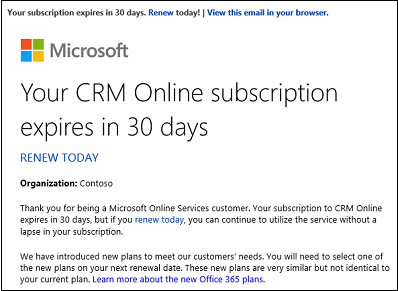 Your subscription expires in 30 days. Renew today! | View this email in your browser.
Microsoft
Your CRM Online subscription
expires in 30 days
RENEW TODAY
Organization: Contoso
Thank you for being a Microsoft Online Services customer. Your subscription to CRM Online
expires in 30 days, but if you renew today, you can continue to utilize the service without a
lapse in your subscription.
We have introduced new plans to meet our customers' needs. You will need to select one of
the new plans on your next renewal date. These new plans are very similar but not identical to
your current plan. Learn more about the new Office 365 plans.